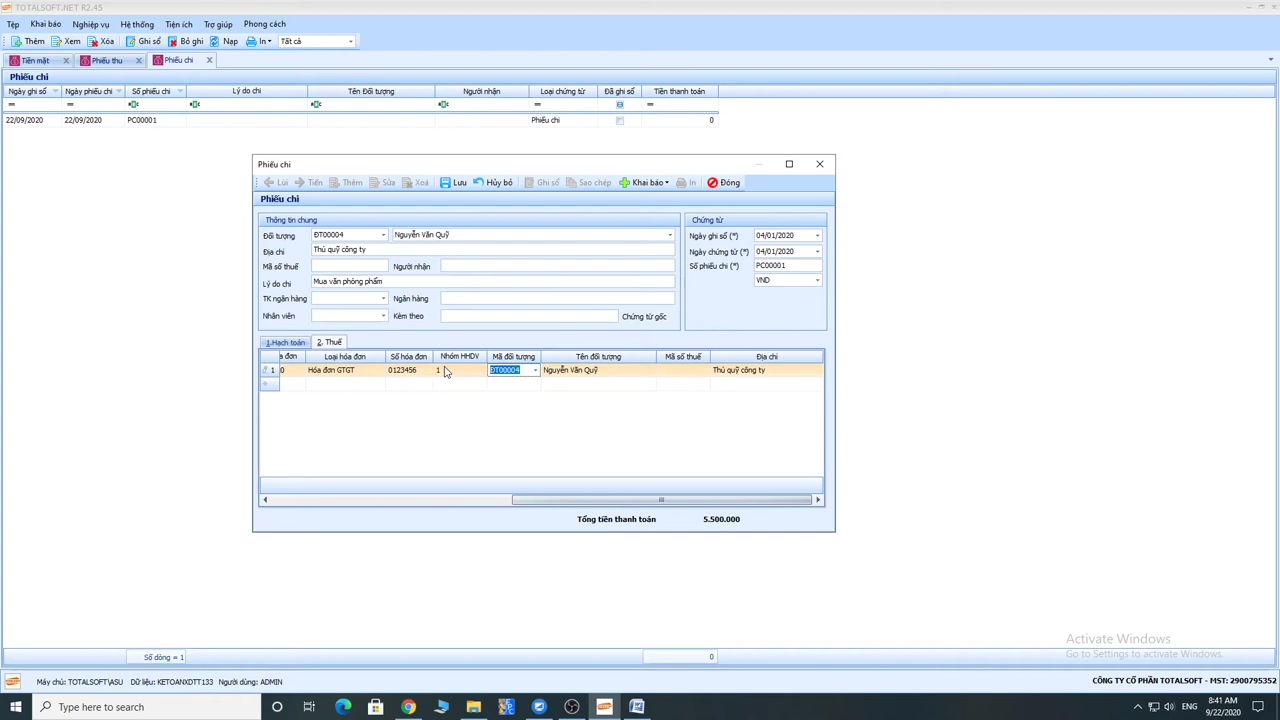 TOTALSOFT.NET R2.45
Tệp Khai báo Nghiệp vụ Hệ thống Tiện ích Trợ giúp Phong cách
Thêm Xem Xóa Ghi sổ Bỏ ghi Nạp In Tất cả
Tiền mặt Phiếu thu Phiếu chi
Phiếu chi
Ngày ghi sổ Ngày phiếu chi Số phiếu chi Lý do chi Tên Đối tượng Người nhận Loại chứng từ Đã ghi sổ Tiền thanh toán
22/09/2020 22/09/2020 PC00001 Phiếu chi 0
Phiếu chi
Lùi Tiến Thêm Sửa Xoá Lưu Hủy bỏ Ghi sổ Sao chép Khai báo In Đóng
Phiếu chi
Thông tin chung Chứng từ
Đối tượng ĐT00004 Nguyễn Văn Quỹ Ngày ghi sổ (*) 04/01/2020
Địa chỉ Thủ quỹ công ty Ngày chứng từ (*) 04/01/2020
Mã số thuế Người nhận Số phiếu chi (*) PC00001
Lý do chi Mua văn phòng phẩm VND
TK ngân hàng Ngân hàng
Nhân viên Kèm theo Chứng từ gốc
1.Hạch toán 2. Thuế
a đơn Loại hóa đơn Số hóa đơn Nhóm HHDV Mã đối tượng Tên đối tượng Mã số thuế Địa chỉ
1 0 Hóa đơn GTGT 0123456 1 ĐT00004 Nguyễn Văn Quỹ Thủ quỹ công ty
Tổng tiền thanh toán 5.500.000
Activate Windows
Go to Settings to activate Windows.
Số dòng = 1 0
Máy chủ: TOTALSOFT\ASU Dữ liệu: KETOANXDTT133 Người dùng: ADMIN CÔNG TY CỔ PHẦN TOTALSOFT - MST: 2900795352
Type here to search 8:41 AM
9/22/2020